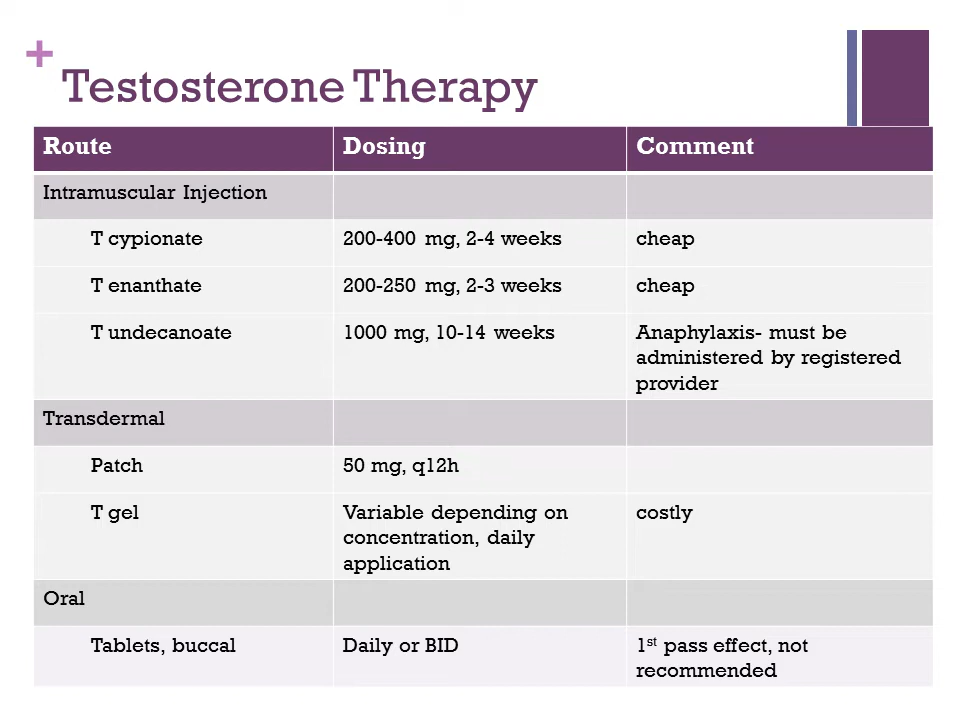 +
Testosterone Therapy
Route Dosing Comment
Intramuscular Injection
T cypionate 200-400 mg, 2-4 weeks cheap
T enanthate 200-250 mg, 2-3 weeks cheap
T undecanoate 1000 mg, 10-14 weeks Anaphylaxis- must be
administered by registered
provider
Transdermal
Patch 50 mg, q12h
T gel Variable depending on costly
concentration, daily
application
Oral
Tablets, buccal Daily or BID 1st pass effect, not
recommended